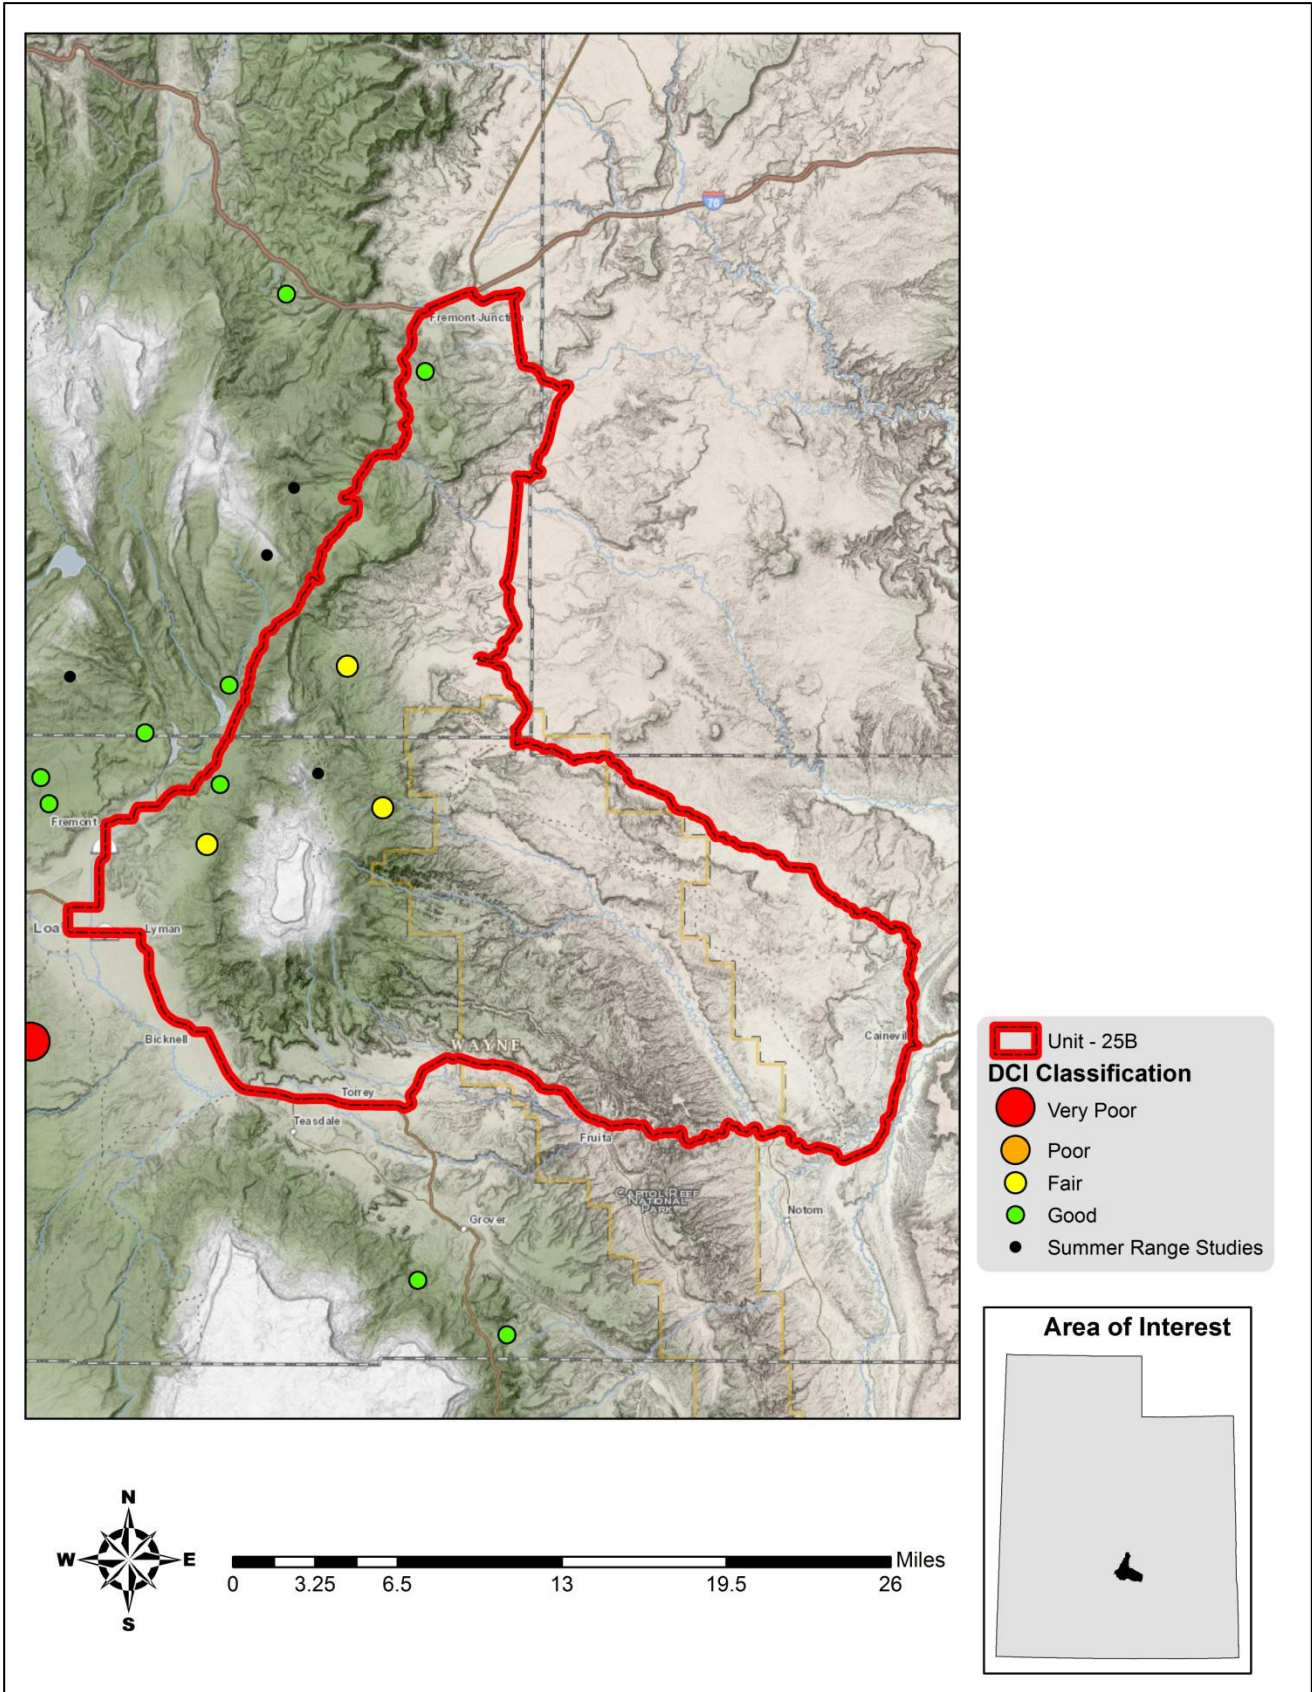 70
Fremont Junction
Fremont
Loa
Lyman
Bicknell
WAYNE
Torrey
Teasdale
Fruita
Cainevil
CAPITOL REEF
NATIONAL
PARK
Notom
Grover
Unit - 25B
DCI Classification
Very Poor
Poor
Fair
Good
Summer Range Studies
Area of Interest
N
W E
S
Miles
0 3.25 6.5 13 19.5 26